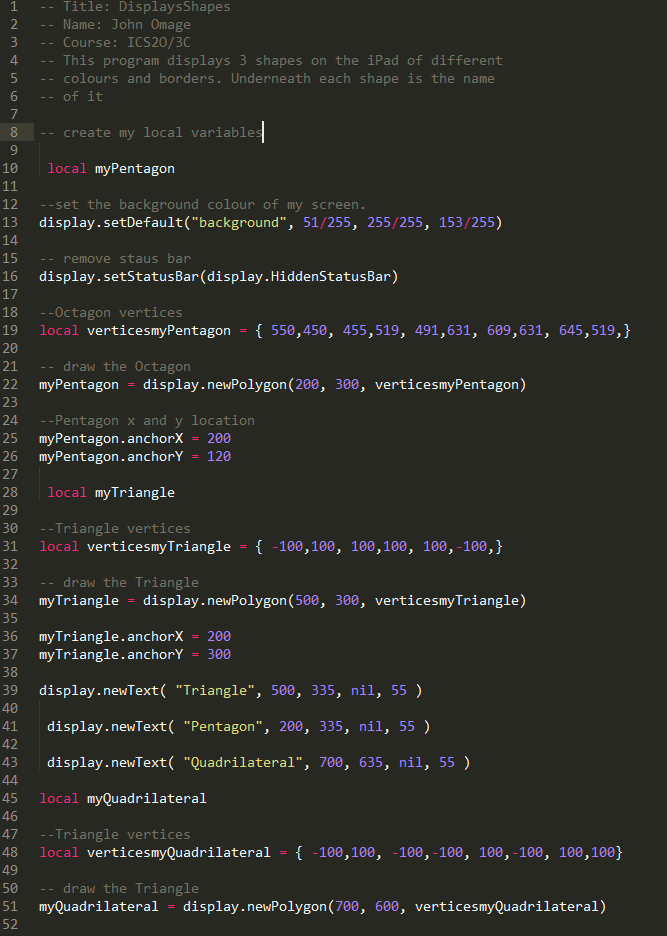 1 -- Title: DisplaysShapes
2 -- Name: John Omage
3 -- Course: ICS2O/3C
4 -- This program displays 3 shapes on the iPad of different
5 -- colours and borders. Underneath each shape is the name
6 -- of it
7
8 -- create my local variables
9
10 local myPentagon
11
12 --set the background colour of my screen.
13 display.setDefault("background", 51/255, 255/255, 153/255)
14
15 -- remove staus bar
16 display.setStatusBar(display.HiddenStatusBar)
17
18 --Octagon vertices
19 local verticesmyPentagon = { 550,450, 455,519, 491,631, 609,631, 645,519,}
20
21 -- draw the Octagon
22 myPentagon = display.newPolygon(200, 300, verticesmyPentagon)
23
24 --Pentagon x and y location
25 myPentagon.anchorX = 200
26 myPentagon.anchorY = 120
27
28 local myTriangle
29
30 --Triangle vertices
31 local verticesmyTriangle = { -100,100, 100,100, 100,-100,}
32
33 -- draw the Triangle
34 myTriangle = display.newPolygon(500, 300, verticesmyTriangle)
35
36 myTriangle.anchorX = 200
37 myTriangle.anchorY = 300
38
39 display.newText( "Triangle", 500, 335, nil, 55 )
40
41 display.newText( "Pentagon", 200, 335, nil, 55 )
42
43 display.newText( "Quadrilateral", 700, 635, nil, 55 )
44
45 local myQuadrilateral
46
47 --Triangle vertices
48 local verticesmyQuadrilateral = { -100,100, -100,-100, 100,-100, 100,100}
49
50 -- draw the Triangle
51 myQuadrilateral = display.newPolygon(700, 600, verticesmyQuadrilateral)
52